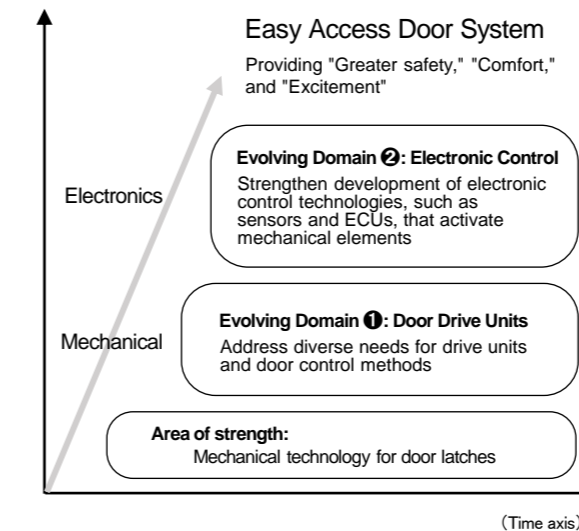 Easy Access Door System
Providing "Greater safety," "Comfort,"
and "Excitement"
Evolving Domain ❷: Electronic Control
Strengthen development of electronic
control technologies, such as
sensors and ECUs, that activate
mechanical elements
Electronics
Evolving Domain ❶: Door Drive Units
Address diverse needs for drive units
and door control methods
Mechanical
Area of strength:
Mechanical technology for door latches
(Time axis)